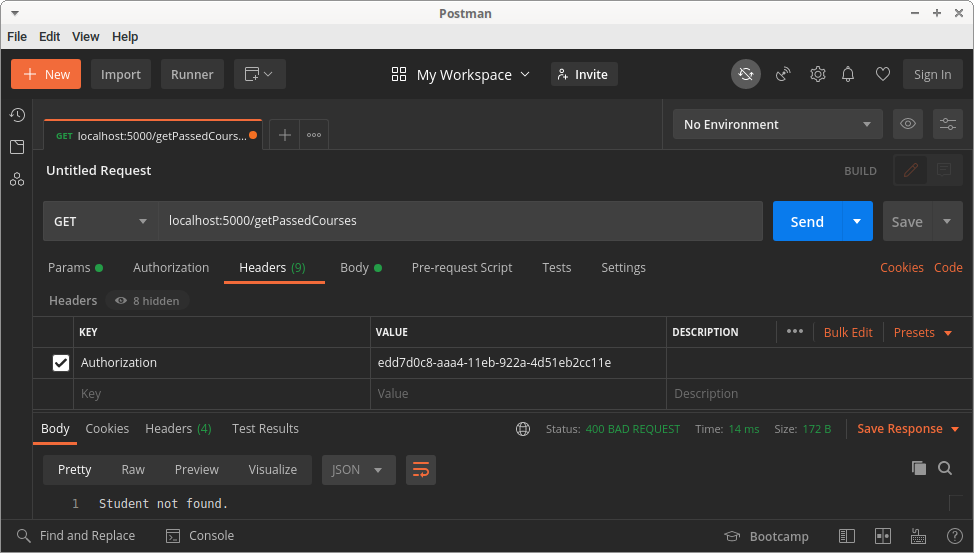 Postman
File Edit View Help
New Import Runner My Workspace Invite Sign In
GET localhost:5000/getPassedCours... No Environment
Untitled Request BUILD
GET localhost:5000/getPassedCourses Send Save
Params Authorization Headers (9) Body Pre-request Script Tests Settings Cookies Code
Headers 8 hidden
KEY VALUE DESCRIPTION ••• Bulk Edit Presets
Authorization edd7d0c8-aaa4-11eb-922a-4d51eb2cc11e
Key Value Description
Body Cookies Headers (4) Test Results Status: 400 BAD REQUEST Time: 14 ms Size: 172 B Save Response
Pretty Raw Preview Visualize JSON
1 Student not found.
Find and Replace Console Bootcamp